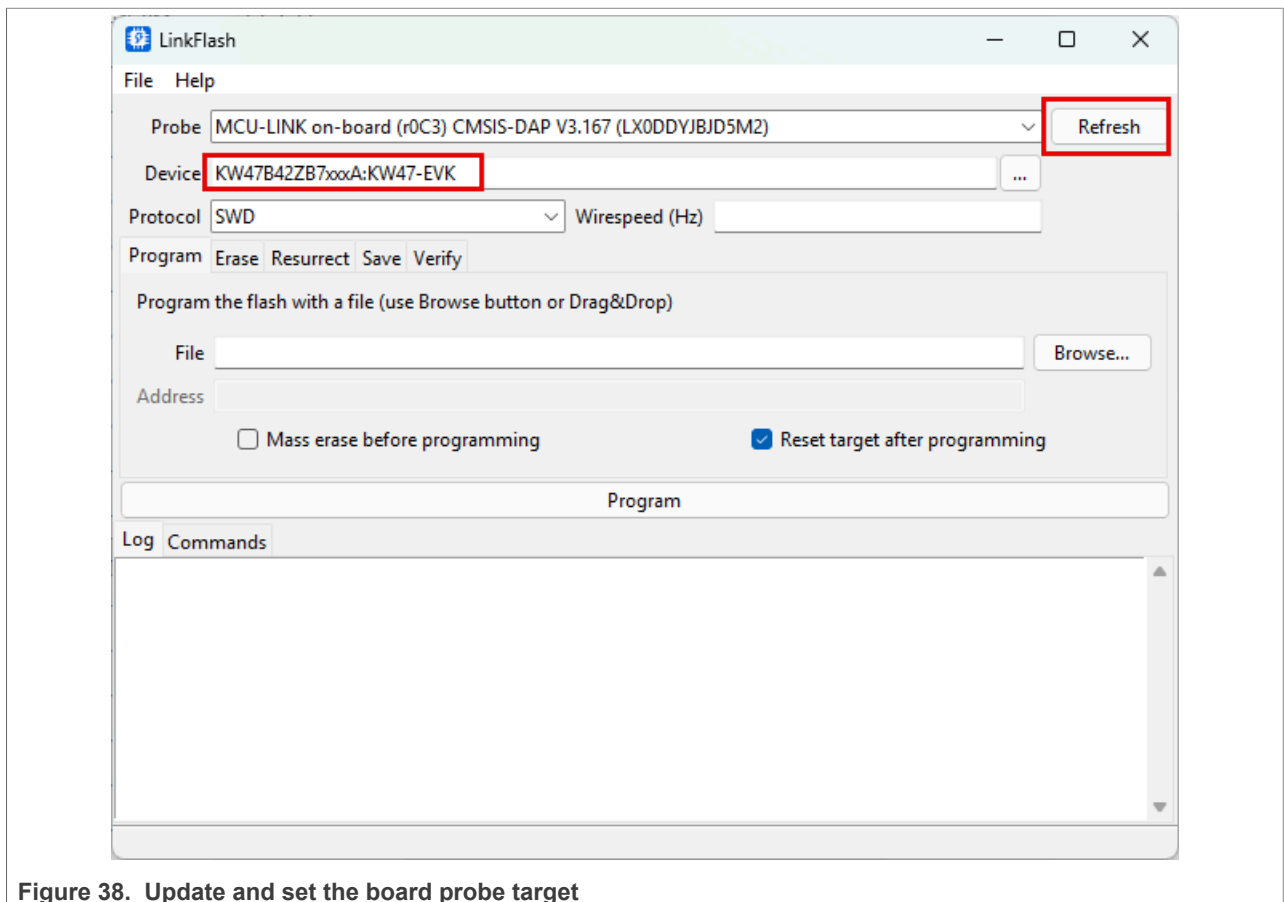 LinkFlash
File Help
Probe MCU-LINK on-board (r0C3) CMSIS-DAP V3.167 (LX0DDYJBJD5M2) Refresh
Device KW47B42ZB7xxxA:KW47-EVK ...
Protocol SWD Wirespeed (Hz)
Program Erase Resurrect Save Verify
Program the flash with a file (use Browse button or Drag&Drop)
File Browse...
Address
Mass erase before programming Reset target after programming
Program
Log Commands
Figure 38. Update and set the board probe target